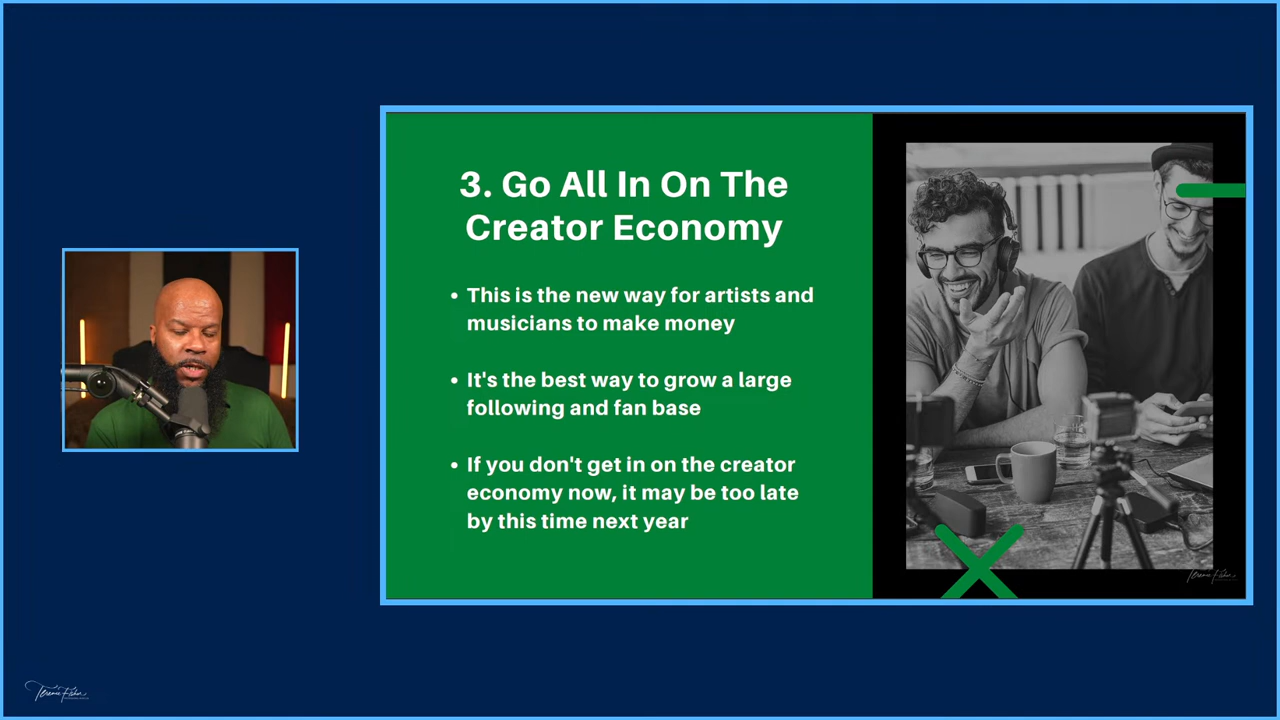 3. Go All In On The
Creator Economy
• This is the new way for artists and
musicians to make money
• It's the best way to grow a large
following and fan base
• If you don't get in on the creator
economy now, it may be too late
by this time next year